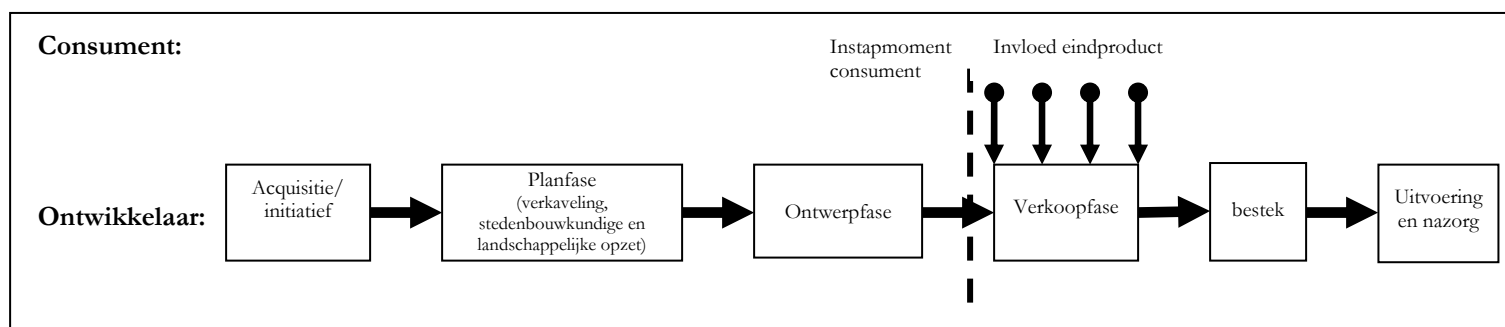 Consument:
Instapmoment
consument
Invloed eindproduct
Ontwikkelaar:
Acquisitie/
initiatief
Planfase
(verkaveling,
stedenbouwkundige en
landschappelijke opzet)
Ontwerpfase
Verkoopfase
bestek
Uitvoering
en nazorg